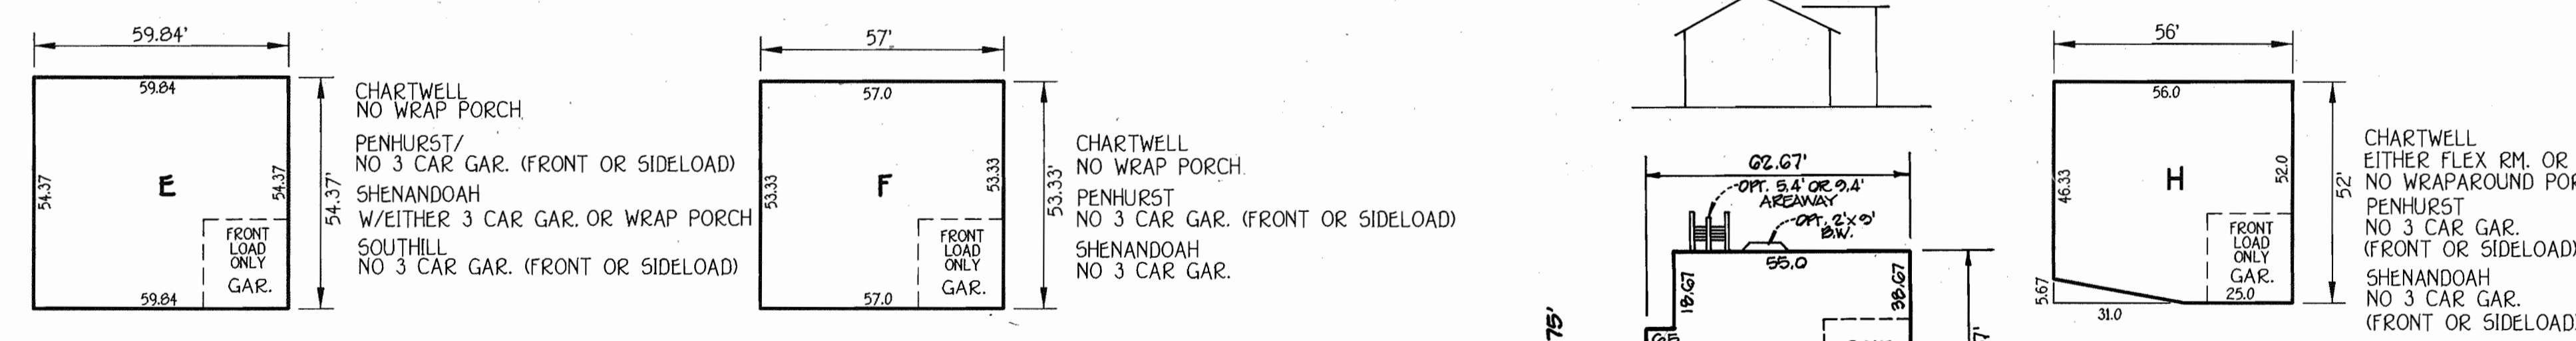 59.84'
59.84
54.37
E
54.37
54.37'
FRONT
LOAD
ONLY
GAR.
59.84
CHARTWELL
NO WRAP PORCH
PENHURST/
NO 3 CAR GAR. (FRONT OR SIDELOAD)
SHENANDOAH
W/EITHER 3 CAR GAR. OR WRAP PORCH
SOUTHILL
NO 3 CAR GAR. (FRONT OR SIDELOAD)
57'
57.0
53.33
F
53.33
53.33'
FRONT
LOAD
ONLY
GAR.
57.0
CHARTWELL
NO WRAP PORCH
PENHURST
NO 3 CAR GAR. (FRONT OR SIDELOAD)
SHENANDOAH
NO 3 CAR GAR.
62.67'
OPT. 5.4' OR 9.4'
AREAWAY
OPT. 2'x9'
B.W.
55.0
18.67
38.67
75'
56'
56.0
46.33
H
52.0
52'
FRONT
LOAD
ONLY
GAR.
25.0
5.67
31.0
CHARTWELL
EITHER FLEX RM. OR
NO WRAPAROUND POR
PENHURST
NO 3 CAR GAR.
(FRONT OR SIDELOAD)
SHENANDOAH
NO 3 CAR GAR.
(FRONT OR SIDELOAD)